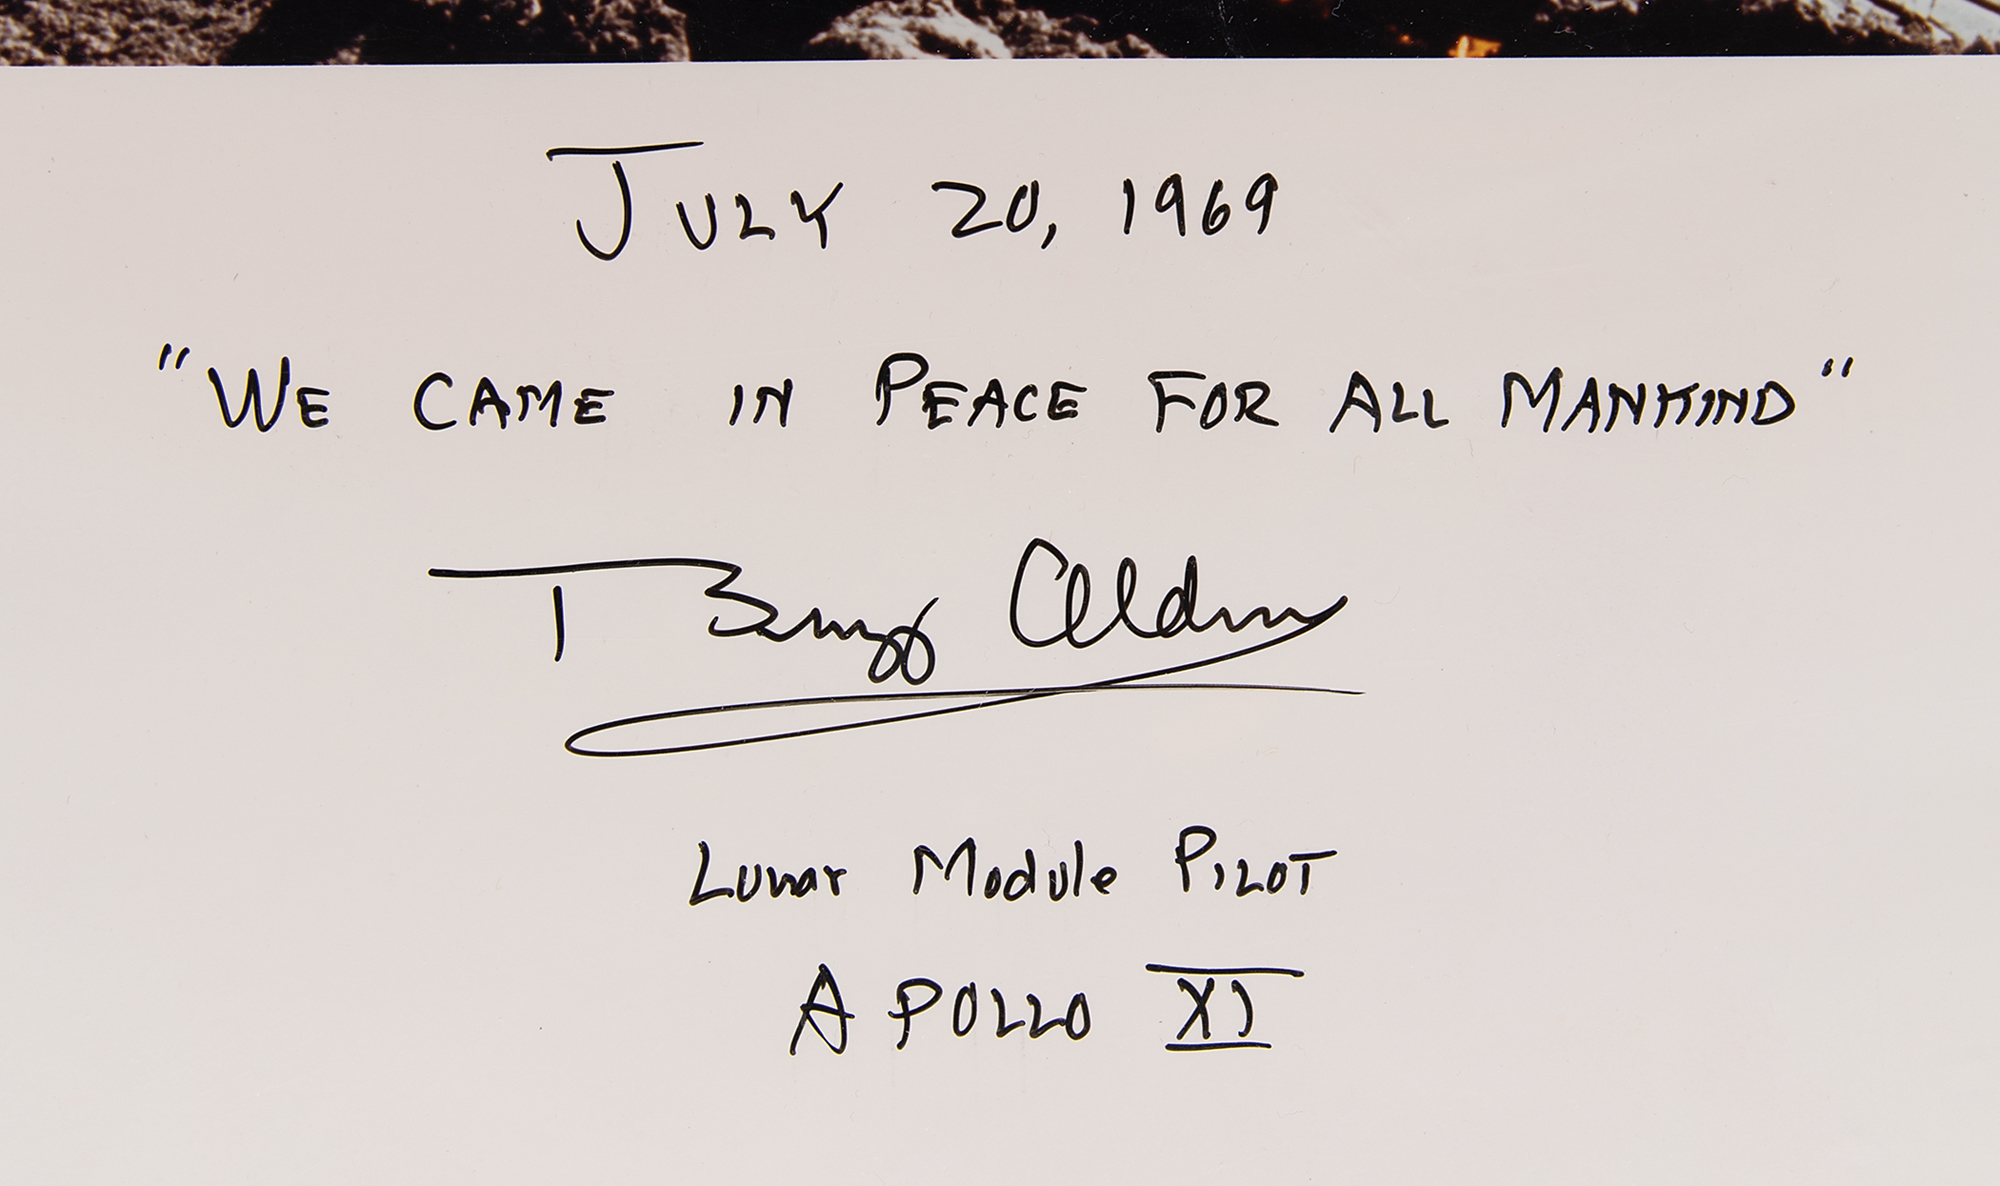 July 20, 1969
"We came in Peace For All Mankind"
Buzz Aldrin
Lunar Module Pilot
Apollo XI